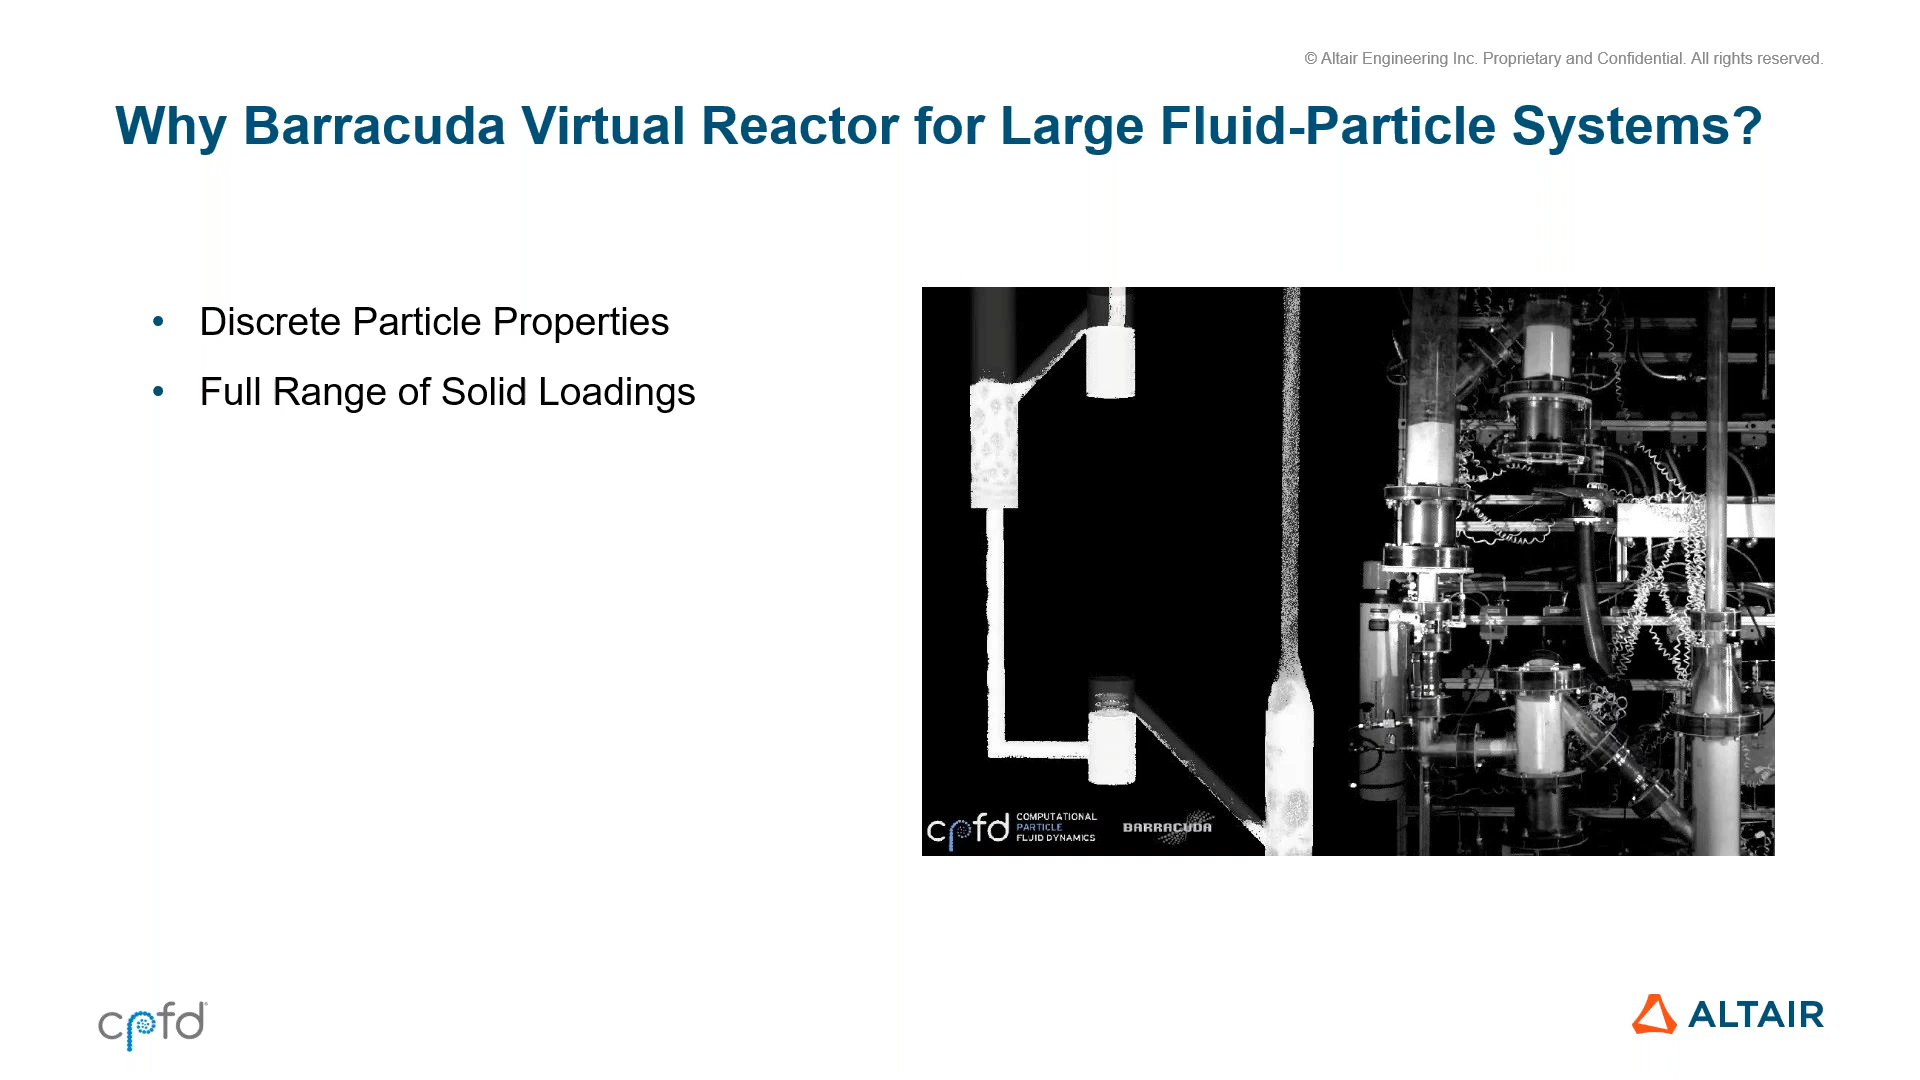 © Altair Engineering Inc. Proprietary and Confidential. All rights reserved.
Why Barracuda Virtual Reactor for Large Fluid-Particle Systems?
• Discrete Particle Properties
• Full Range of Solid Loadings
cpfd COMPUTATIONAL
PARTICLE
FLUID DYNAMICS
BARRACUDA
cpfd
ALTAIR